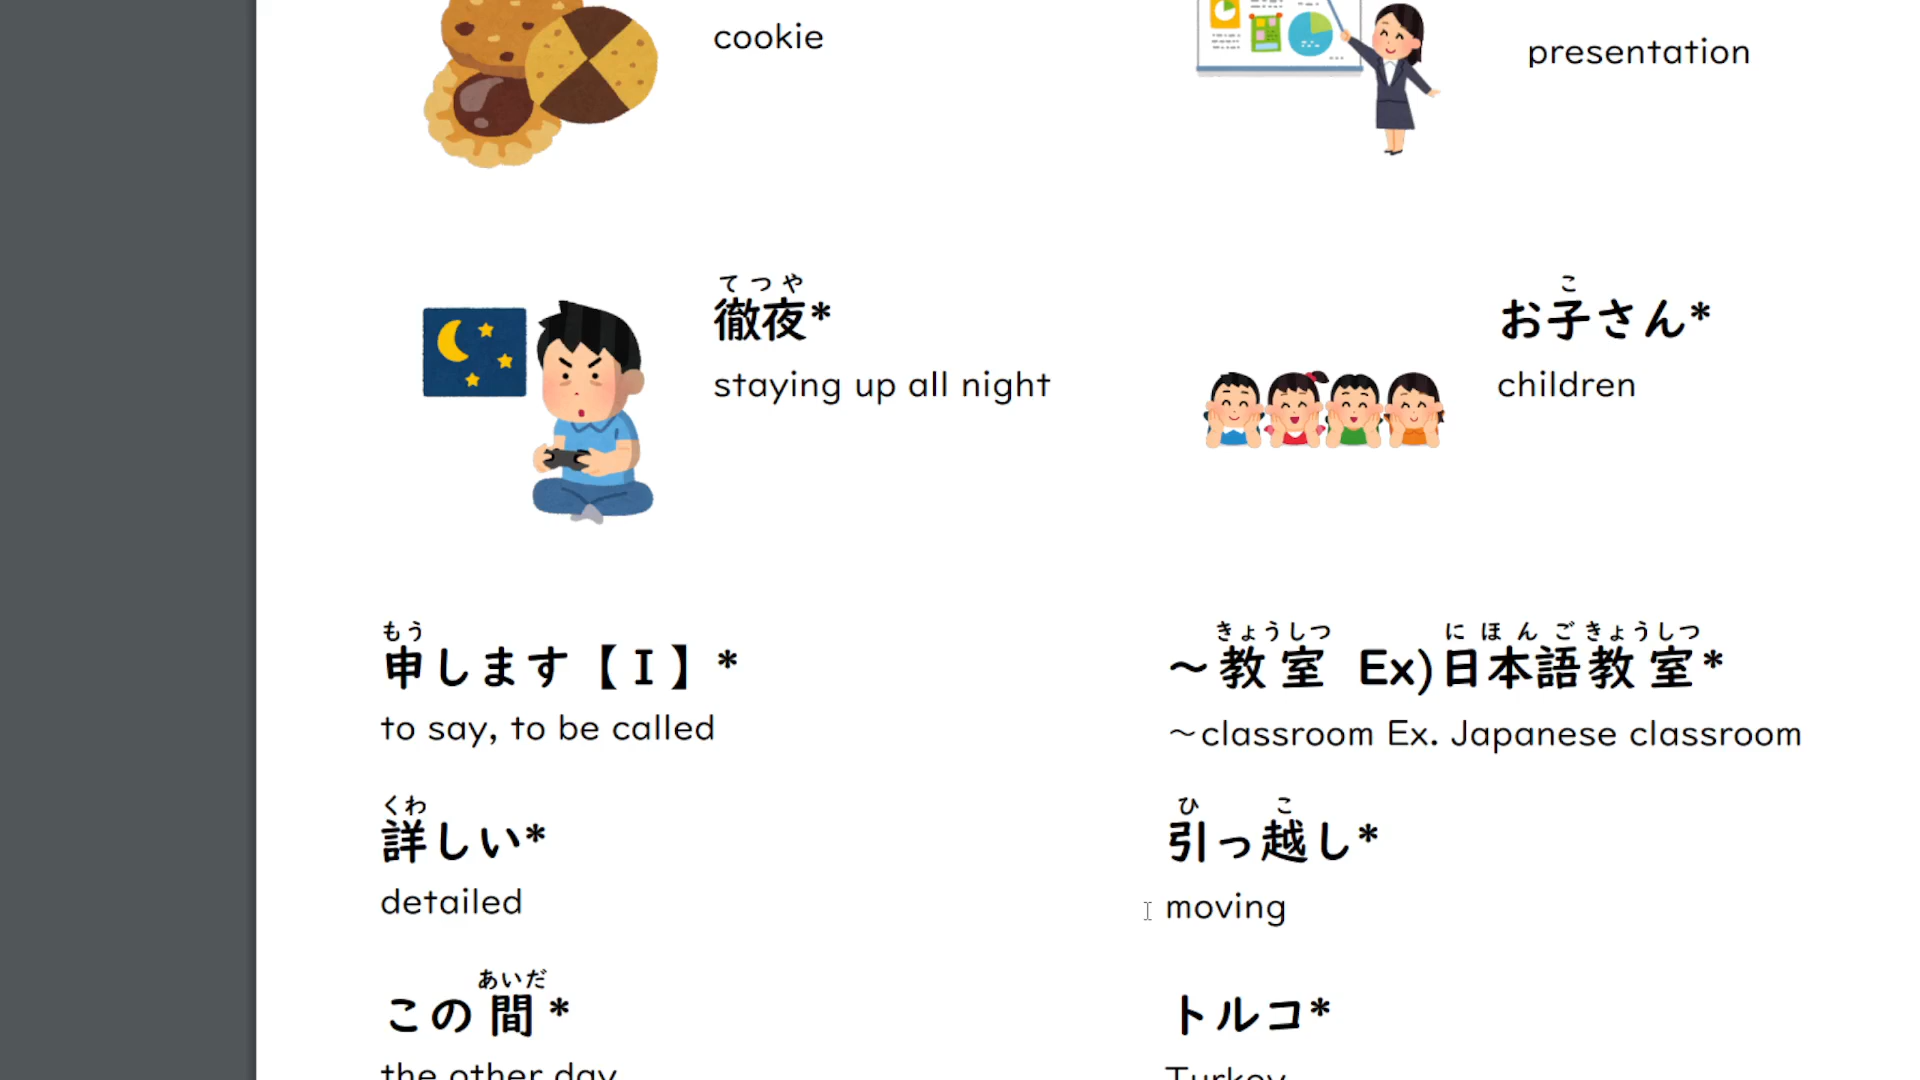 cookie
presentation
てつや
徹夜*
staying up all night
こ
お子さん*
children
もう
申します【Ⅰ】*
to say, to be called
きょうしつ にほんごきょうしつ
～教室 Ex)日本語教室*
～classroom Ex. Japanese classroom
くわ
詳しい*
detailed
ひ こ
引っ越し*
moving
あいだ
この間*
the other day
トルコ*
Turkey